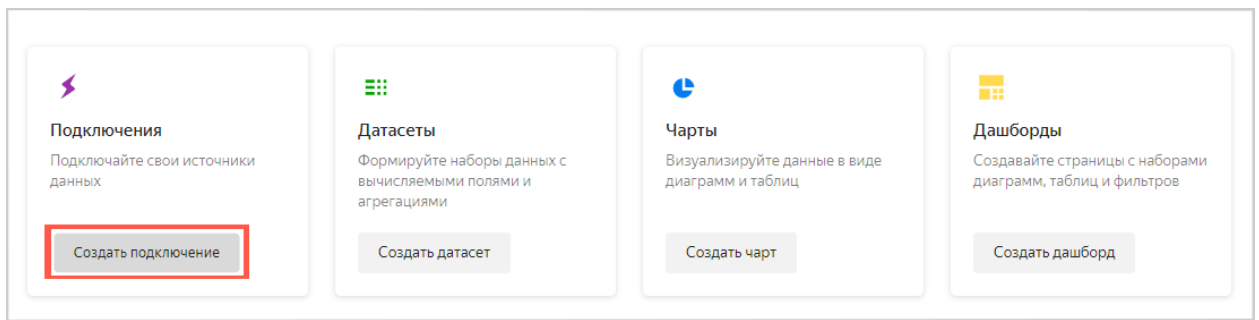 Подключения
Подключайте свои источники
данных
Создать подключение
Датасеты
Формируйте наборы данных с
вычисляемыми полями и
агрегациями
Создать датасет
Чарты
Визуализируйте данные в виде
диаграмм и таблиц
Создать чарт
Дашборды
Создавайте страницы с наборами
диаграмм, таблиц и фильтров
Создать дашборд